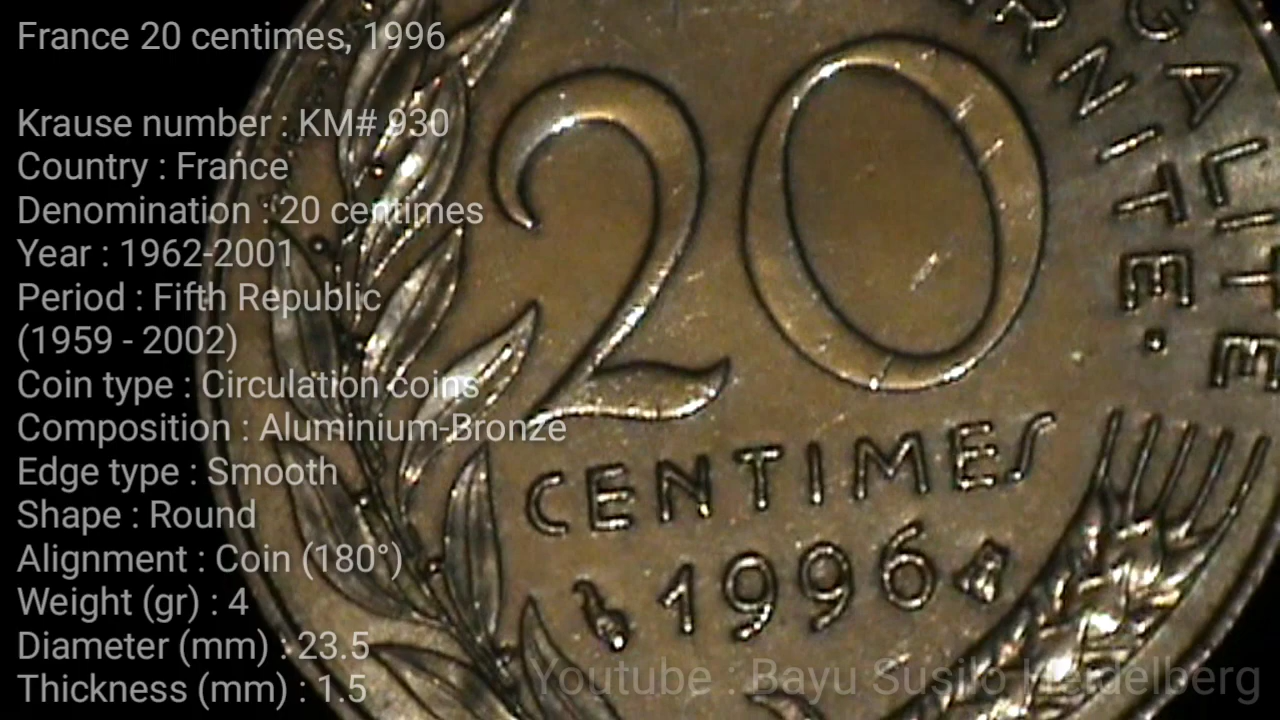 France 20 centimes, 1996
Krause number : KM# 930
Country : France
Denomination : 20 centimes
Year : 1962-2001
Period : Fifth Republic
(1959 - 2002)
Coin type : Circulation coins
Composition : Aluminium-Bronze
Edge type : Smooth
Shape : Round
Alignment : Coin (180°)
Weight (gr) : 4
Diameter (mm) : 23.5
Thickness (mm) : 1.5
20
CENTIMES
1996
GALITE
RNITE.
Youtube : Bayu Susilo Heidelberg